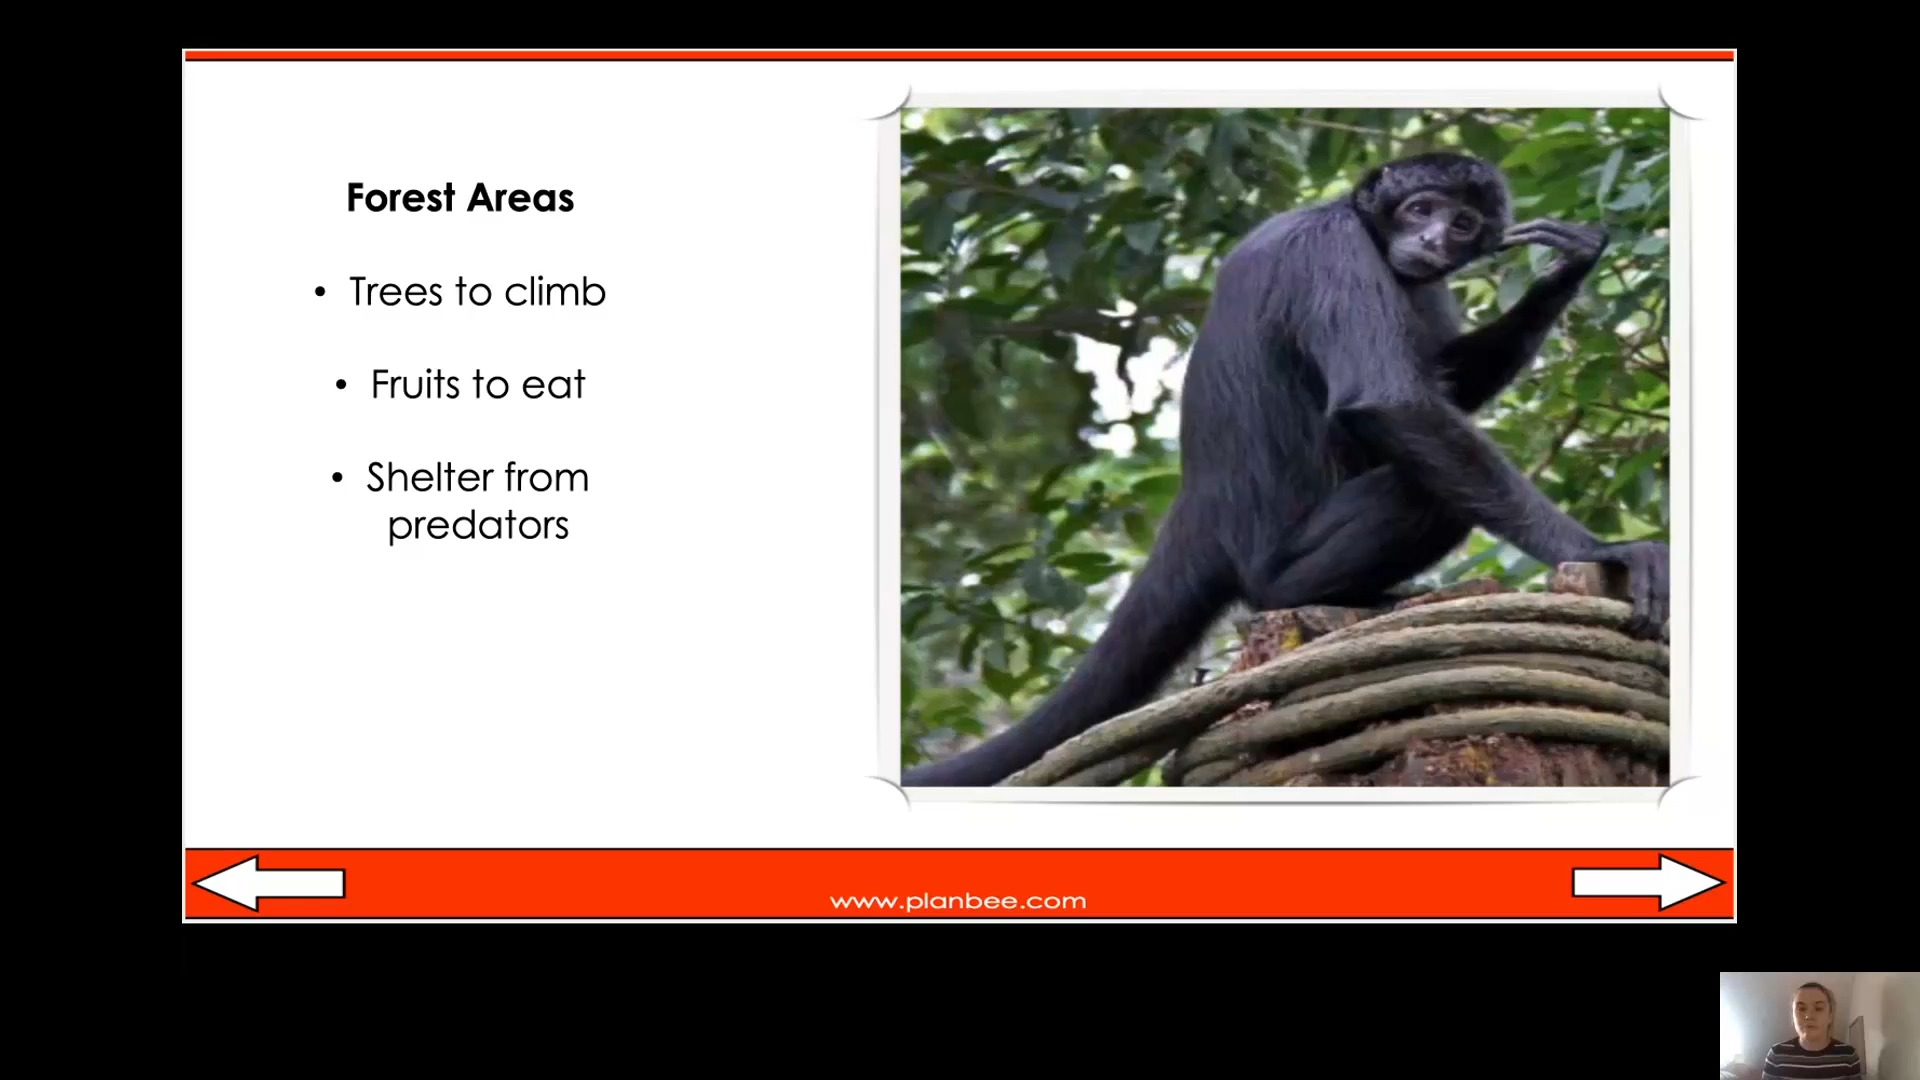 Forest Areas
• Trees to climb
• Fruits to eat
• Shelter from
predators
www.planbee.com